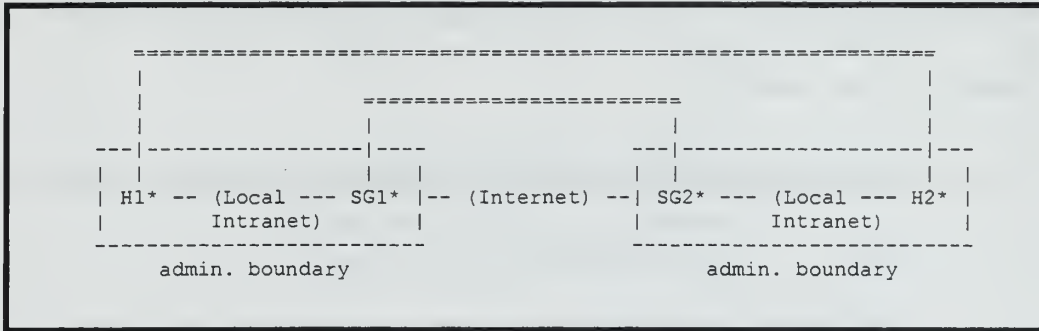 ===========================================================
|                                                         |
|                =======================                  |
|                |                     |                  |
---|----------------|----               ---|----------------|---
| H1* -- (Local --- SG1* |-- (Internet) --| SG2* --- (Local --- H2* |
|        Intranet)       |                |          Intranet)      |
--------------------------                --------------------------
admin. boundary                           admin. boundary